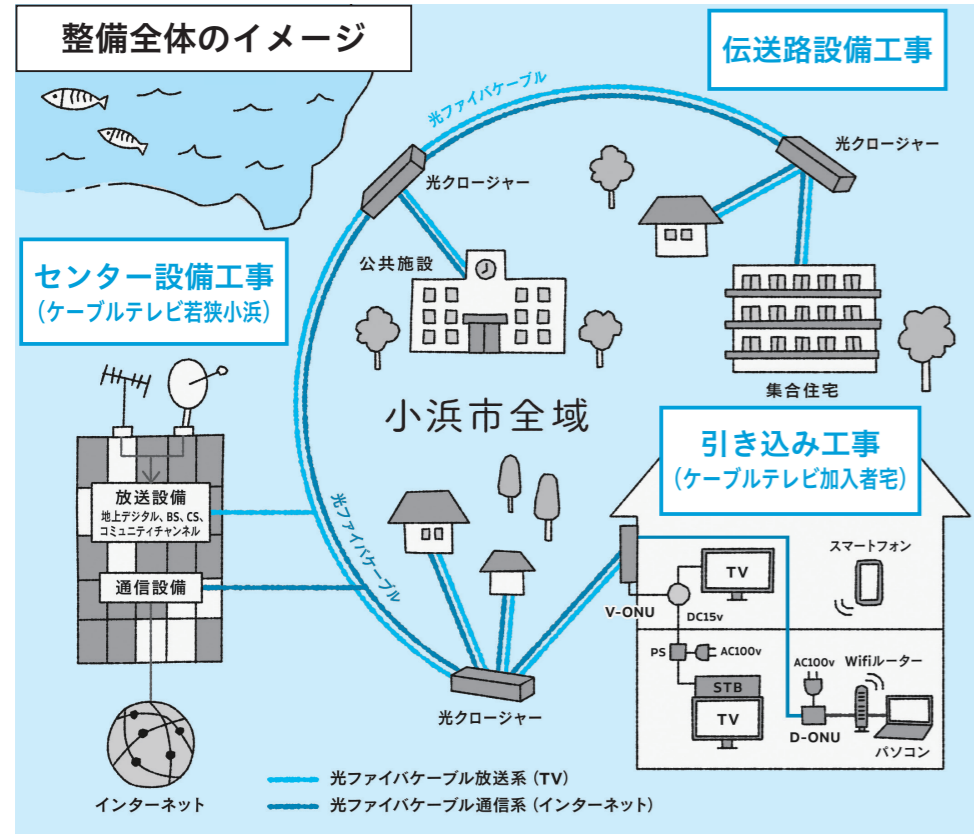 整備全体のイメージ
伝送路設備工事
光ファイバケーブル
光クロージャー
光クロージャー
公共施設
センター設備工事
(ケーブルテレビ若狭小浜)
集合住宅
小浜市全域
引き込み工事
(ケーブルテレビ加入者宅)
放送設備
地上デジタル、BS、CS、
コミュニティチャンネル
通信設備
光ファイバケーブル
スマートフォン
TV
V-ONU
DC15v
PS
AC100v
STB
TV
AC100v
Wifiルーター
D-ONU
パソコン
光クロージャー
インターネット
光ファイバケーブル放送系(TV)
光ファイバケーブル通信系(インターネット)